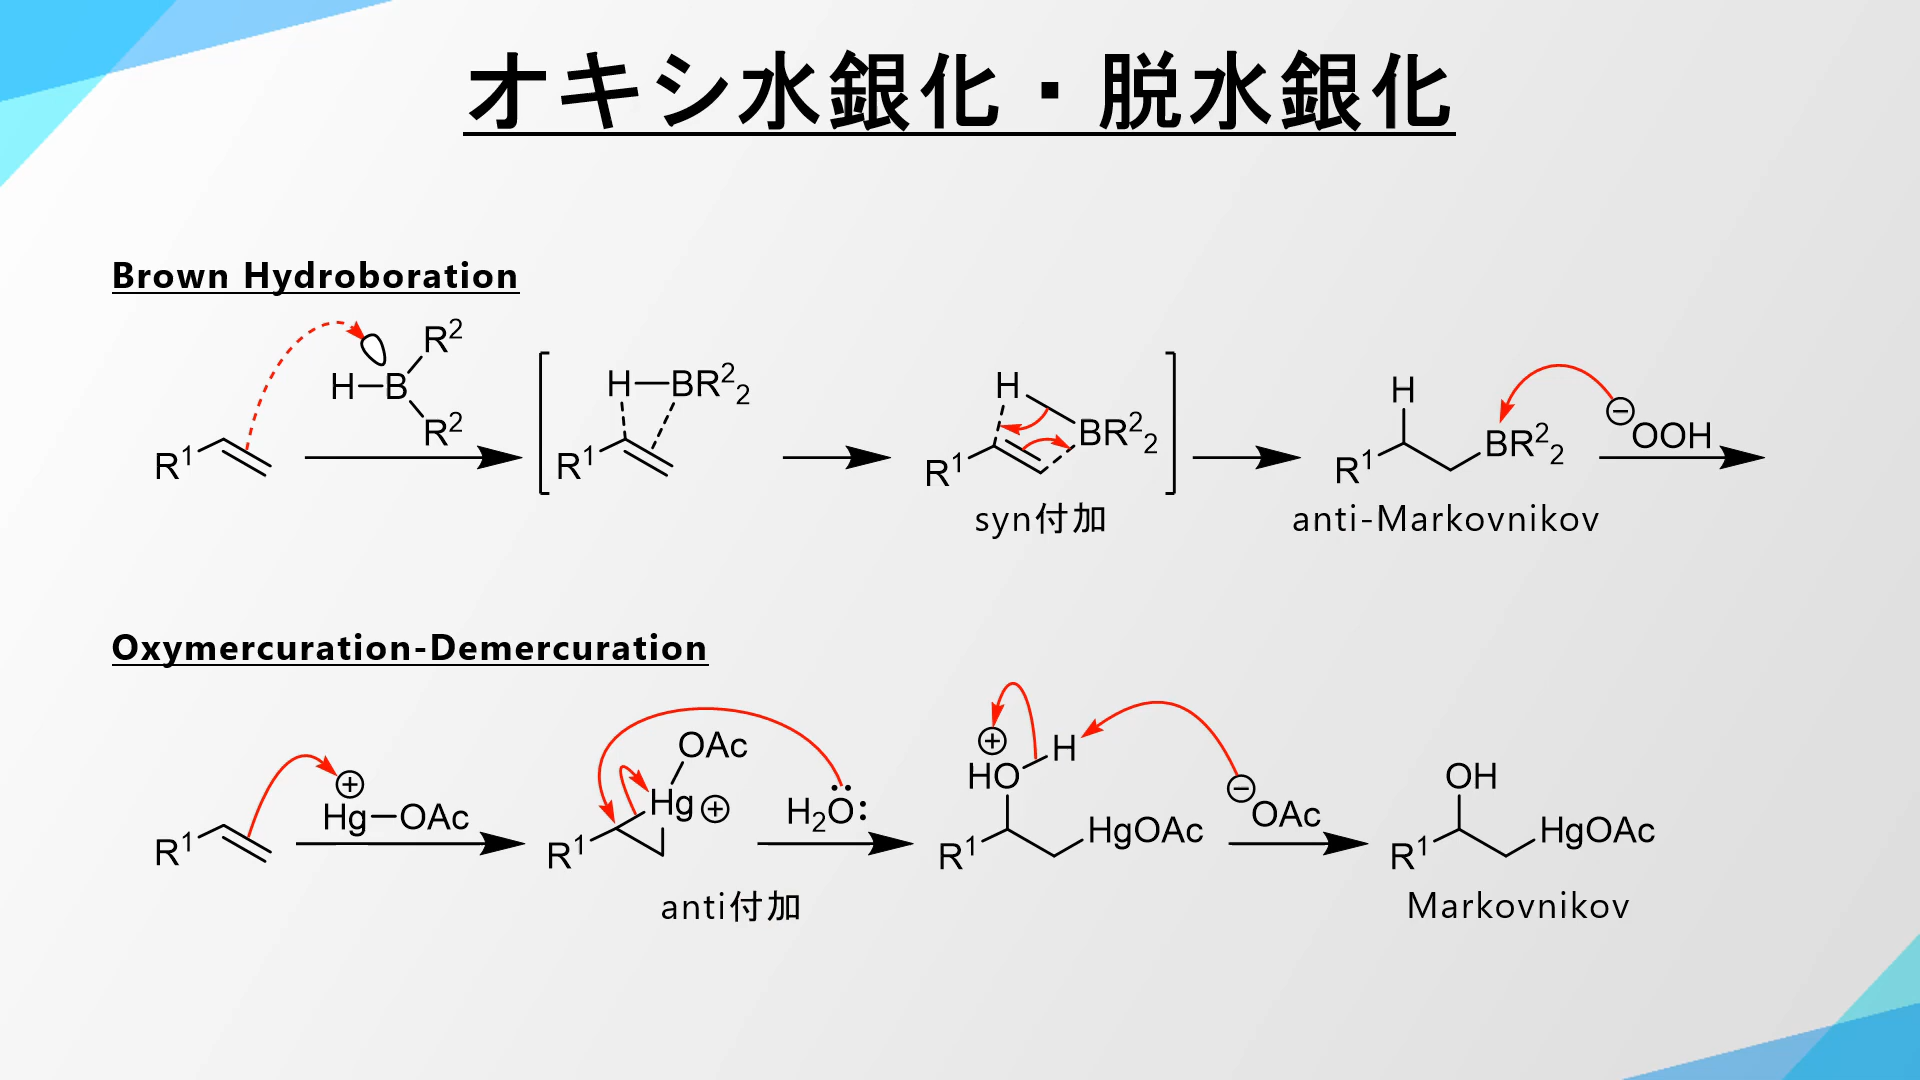 オキシ水銀化・脱水銀化
Brown Hydroboration
R¹ H B R² R²
H BR²₂ R¹
H BR²₂ R¹
H R¹ BR²₂
⊖ OOH
syn付加
anti-Markovnikov
Oxymercuration-Demercuration
R¹ ⊕ Hg OAc
OAc Hg ⊕ R¹
H₂O:
⊕ H HO R¹ HgOAc
⊖ OAc
OH R¹ HgOAc
anti付加
Markovnikov